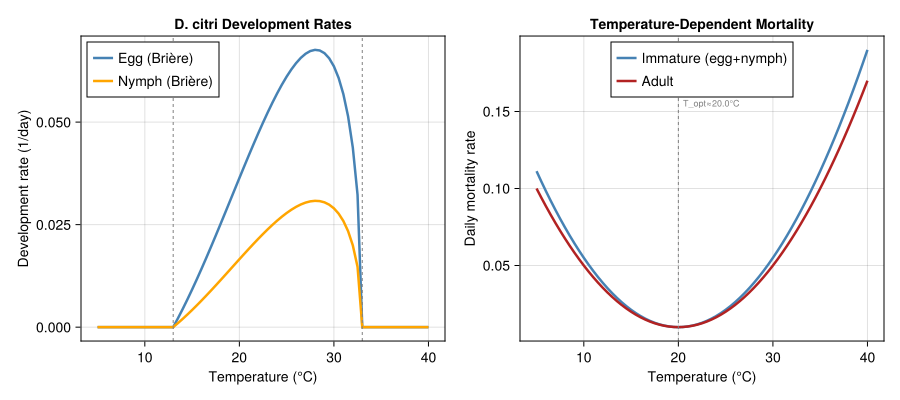 D. citri Development Rates
Egg (Brière)
Nymph (Brière)
0.050
0.025
0.000
10
20
30
40
Development rate (1/day)
Temperature (°C)
Temperature-Dependent Mortality
Immature (egg+nymph)
Adult
T_opt=20.0°C
0.15
0.10
0.05
10
20
30
40
Daily mortality rate
Temperature (°C)